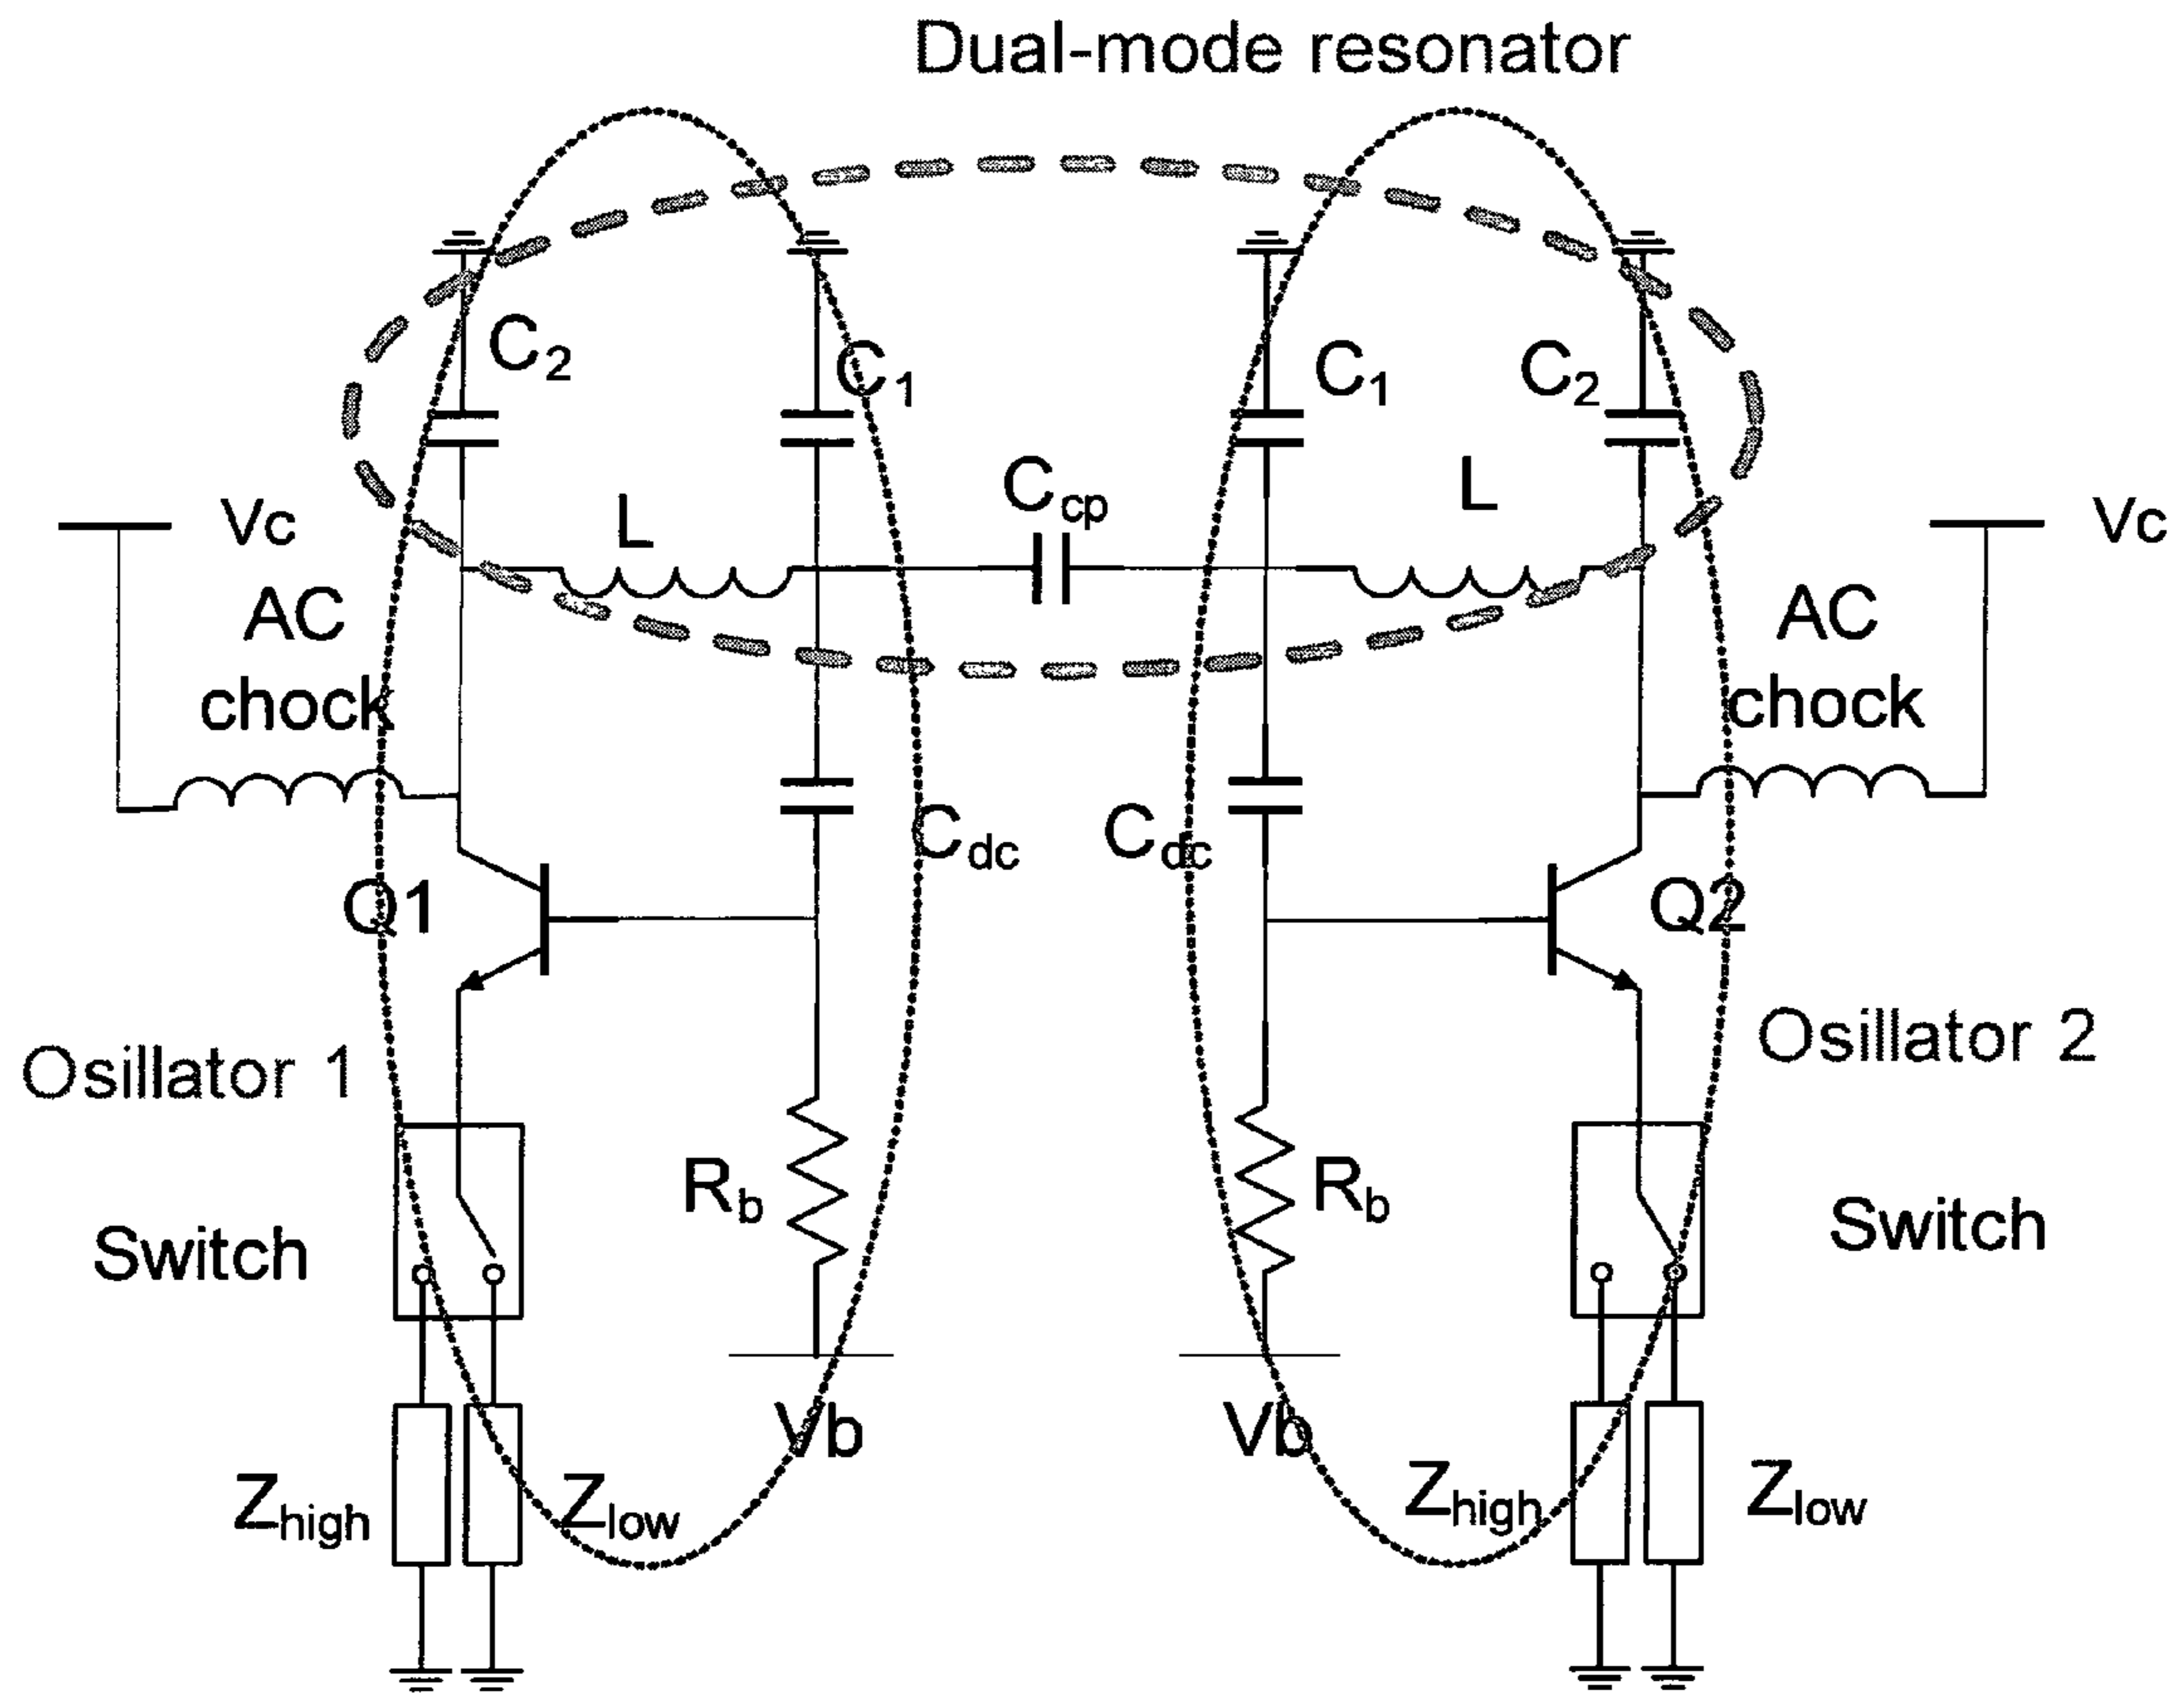 Dual-mode resonator
C2
C1
C1
C2
L
Ccp
L
Vc
Vc
AC
chock
AC
chock
Cdc
Cdc
Q1
Q2
Osillator 1
Osillator 2
Switch
Rb
Rb
Switch
Vb
Vb
Zhigh
Zlow
Zhigh
Zlow